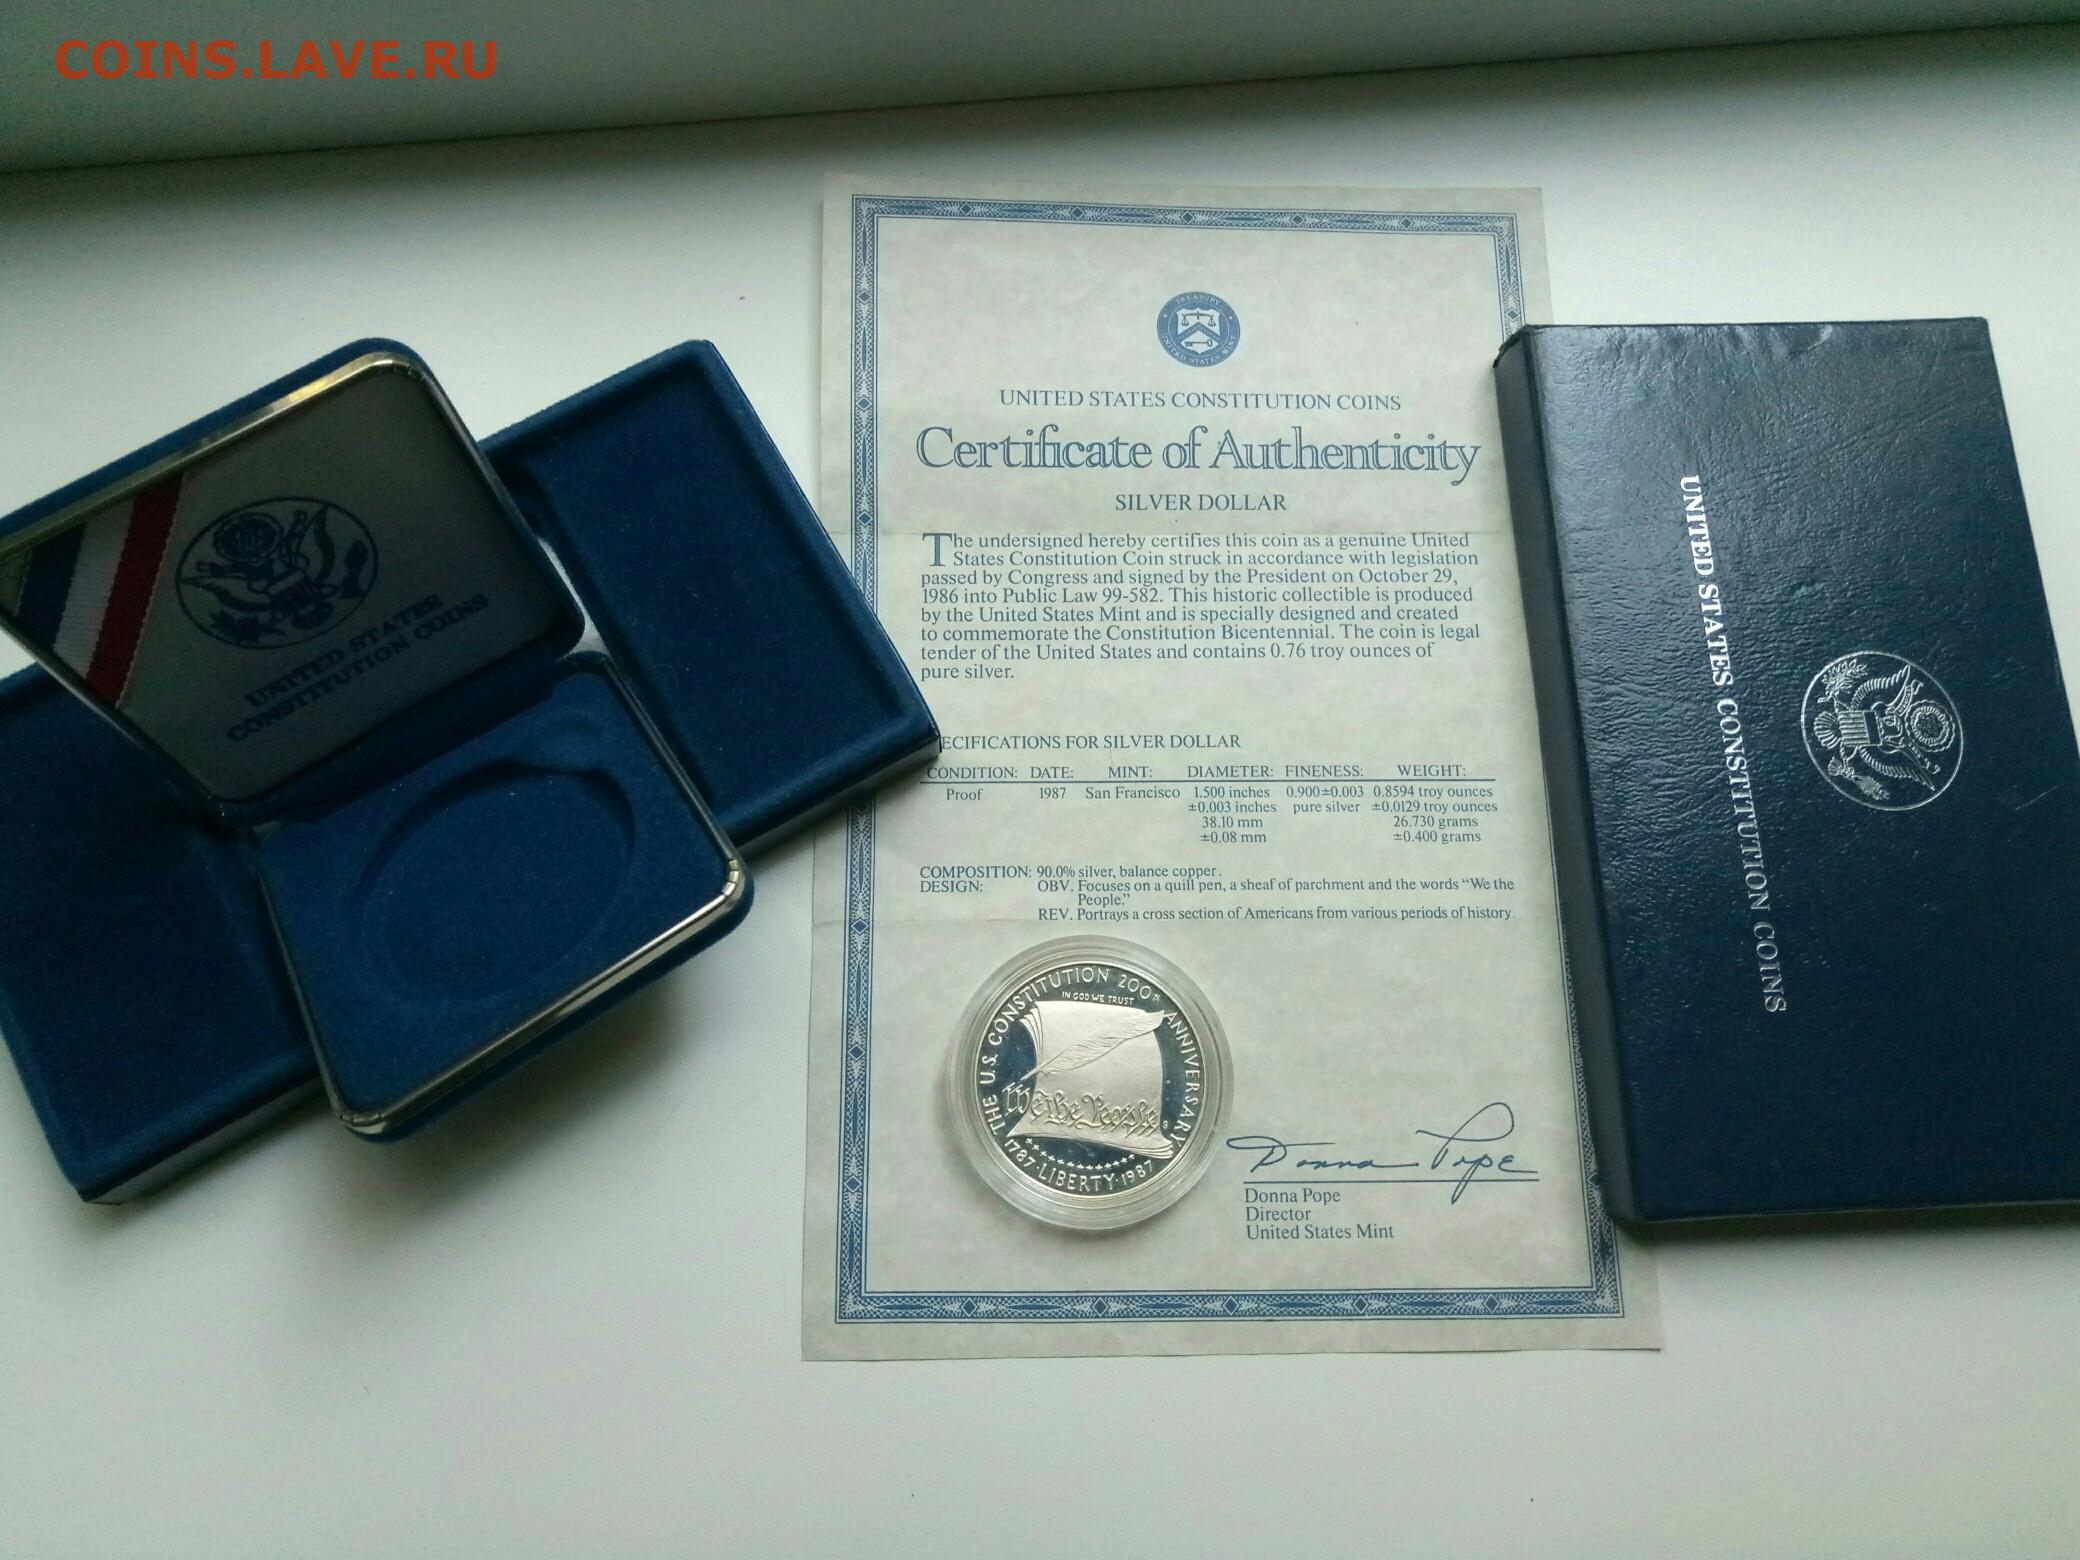 COINS.LAVE.RU
UNITED STATES
CONSTITUTION COINS
TREASURY
UNITED STATES MINT
UNITED STATES CONSTITUTION COINS
Certificate of Authenticity
SILVER DOLLAR
The undersigned hereby certifies this coin as a genuine United
States Constitution Coin struck in accordance with legislation
passed by Congress and signed by the President on October 29,
1986 into Public Law 99-582. This historic collectible is produced
by the United States Mint and is specially designed and created
to commemorate the Constitution Bicentennial. The coin is legal
tender of the United States and contains 0.76 troy ounces of
pure silver.
ECIFICATIONS FOR SILVER DOLLAR
CONDITION: DATE: MINT: DIAMETER: FINENESS: WEIGHT:
Proof 1987 San Francisco 1.500 inches 0.900±0.003 0.8594 troy ounces
±0.003 inches pure silver ±0.0129 troy ounces
38.10 mm 26.730 grams
±0.08 mm ±0.400 grams
COMPOSITION: 90.0% silver, balance copper.
DESIGN: OBV. Focuses on a quill pen, a sheaf of parchment and the words “We the
People.”
REV. Portrays a cross section of Americans from various periods of history.
THE U.S. CONSTITUTION 200TH ANNIVERSARY
IN GOD WE TRUST
We the People
S
1787·LIBERTY·1987
Donna Pope
Donna Pope
Director
United States Mint
UNITED STATES CONSTITUTION COINS